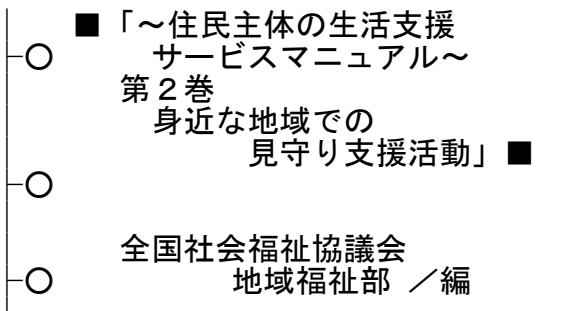 ■「～住民主体の生活支援
サービスマニュアル～
第２巻
身近な地域での
見守り支援活動」■
全国社会福祉協議会
地域福祉部 ／編